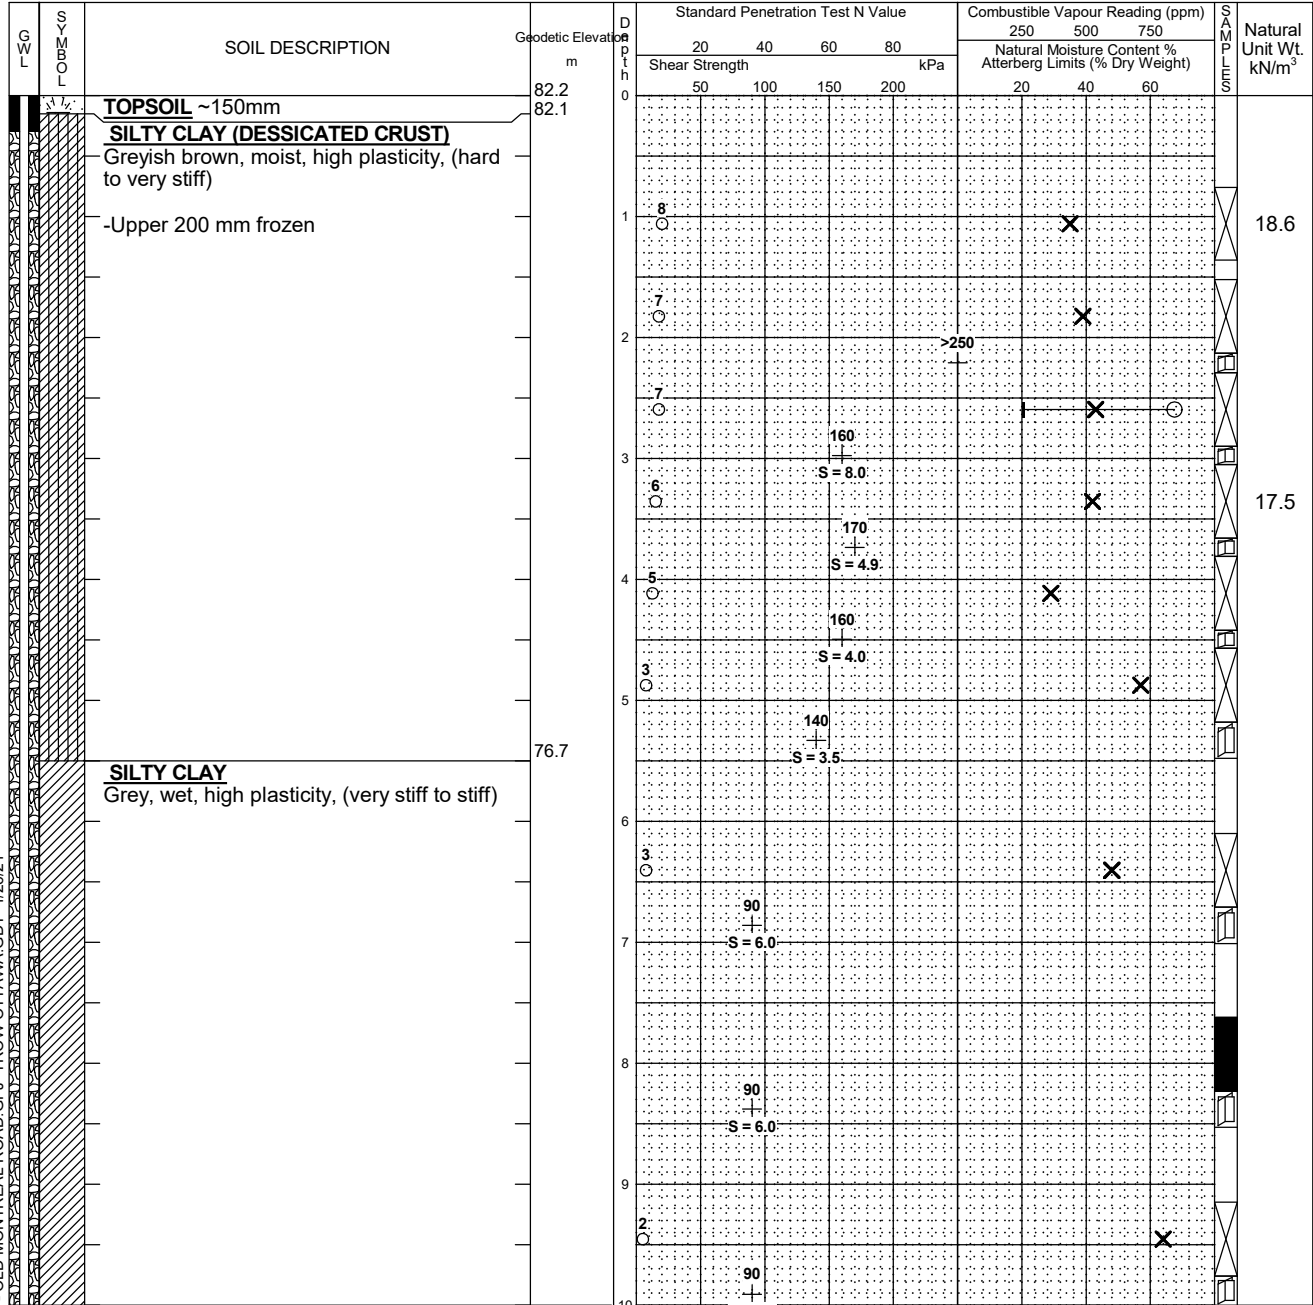 GWL
SYMBOL
SOIL DESCRIPTION
Geodetic Elevation
m
Depth
Standard Penetration Test N Value
20 40 60 80
Shear Strength kPa
50 100 150 200
Combustible Vapour Reading (ppm)
250 500 750
Natural Moisture Content %
Atterberg Limits (% Dry Weight)
20 40 60
SAMPLES
Natural
Unit Wt.
kN/m³
82.2
0
TOPSOIL ~150mm
82.1
SILTY CLAY (DESSICATED CRUST)
Greyish brown, moist, high plasticity, (hard
to very stiff)
-Upper 200 mm frozen
8
1
18.6
7
2
>250
7
160
3
S = 8.0
6
17.5
170
S = 4.9
4
5
160
S = 4.0
3
5
140
S = 3.5
76.7
SILTY CLAY
Grey, wet, high plasticity, (very stiff to stiff)
6
3
90
7
S = 6.0
8
90
S = 6.0
9
2
90
10